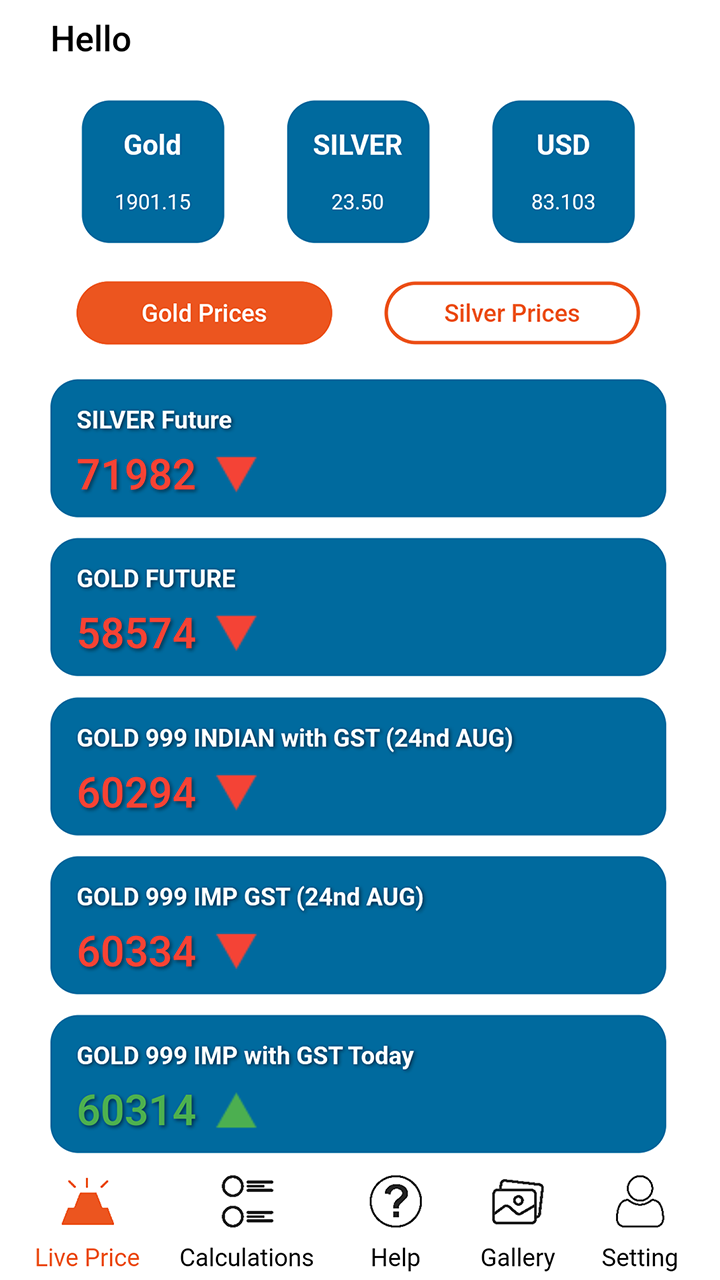 Hello
Gold SILVER USD
1901.15 23.50 83.103
Gold Prices Silver Prices
SILVER Future
71982
GOLD FUTURE
58574
GOLD 999 INDIAN with GST (24nd AUG)
60294
GOLD 999 IMP GST (24nd AUG)
60334
GOLD 999 IMP with GST Today
60314
?
Live Price Calculations Help Gallery Setting